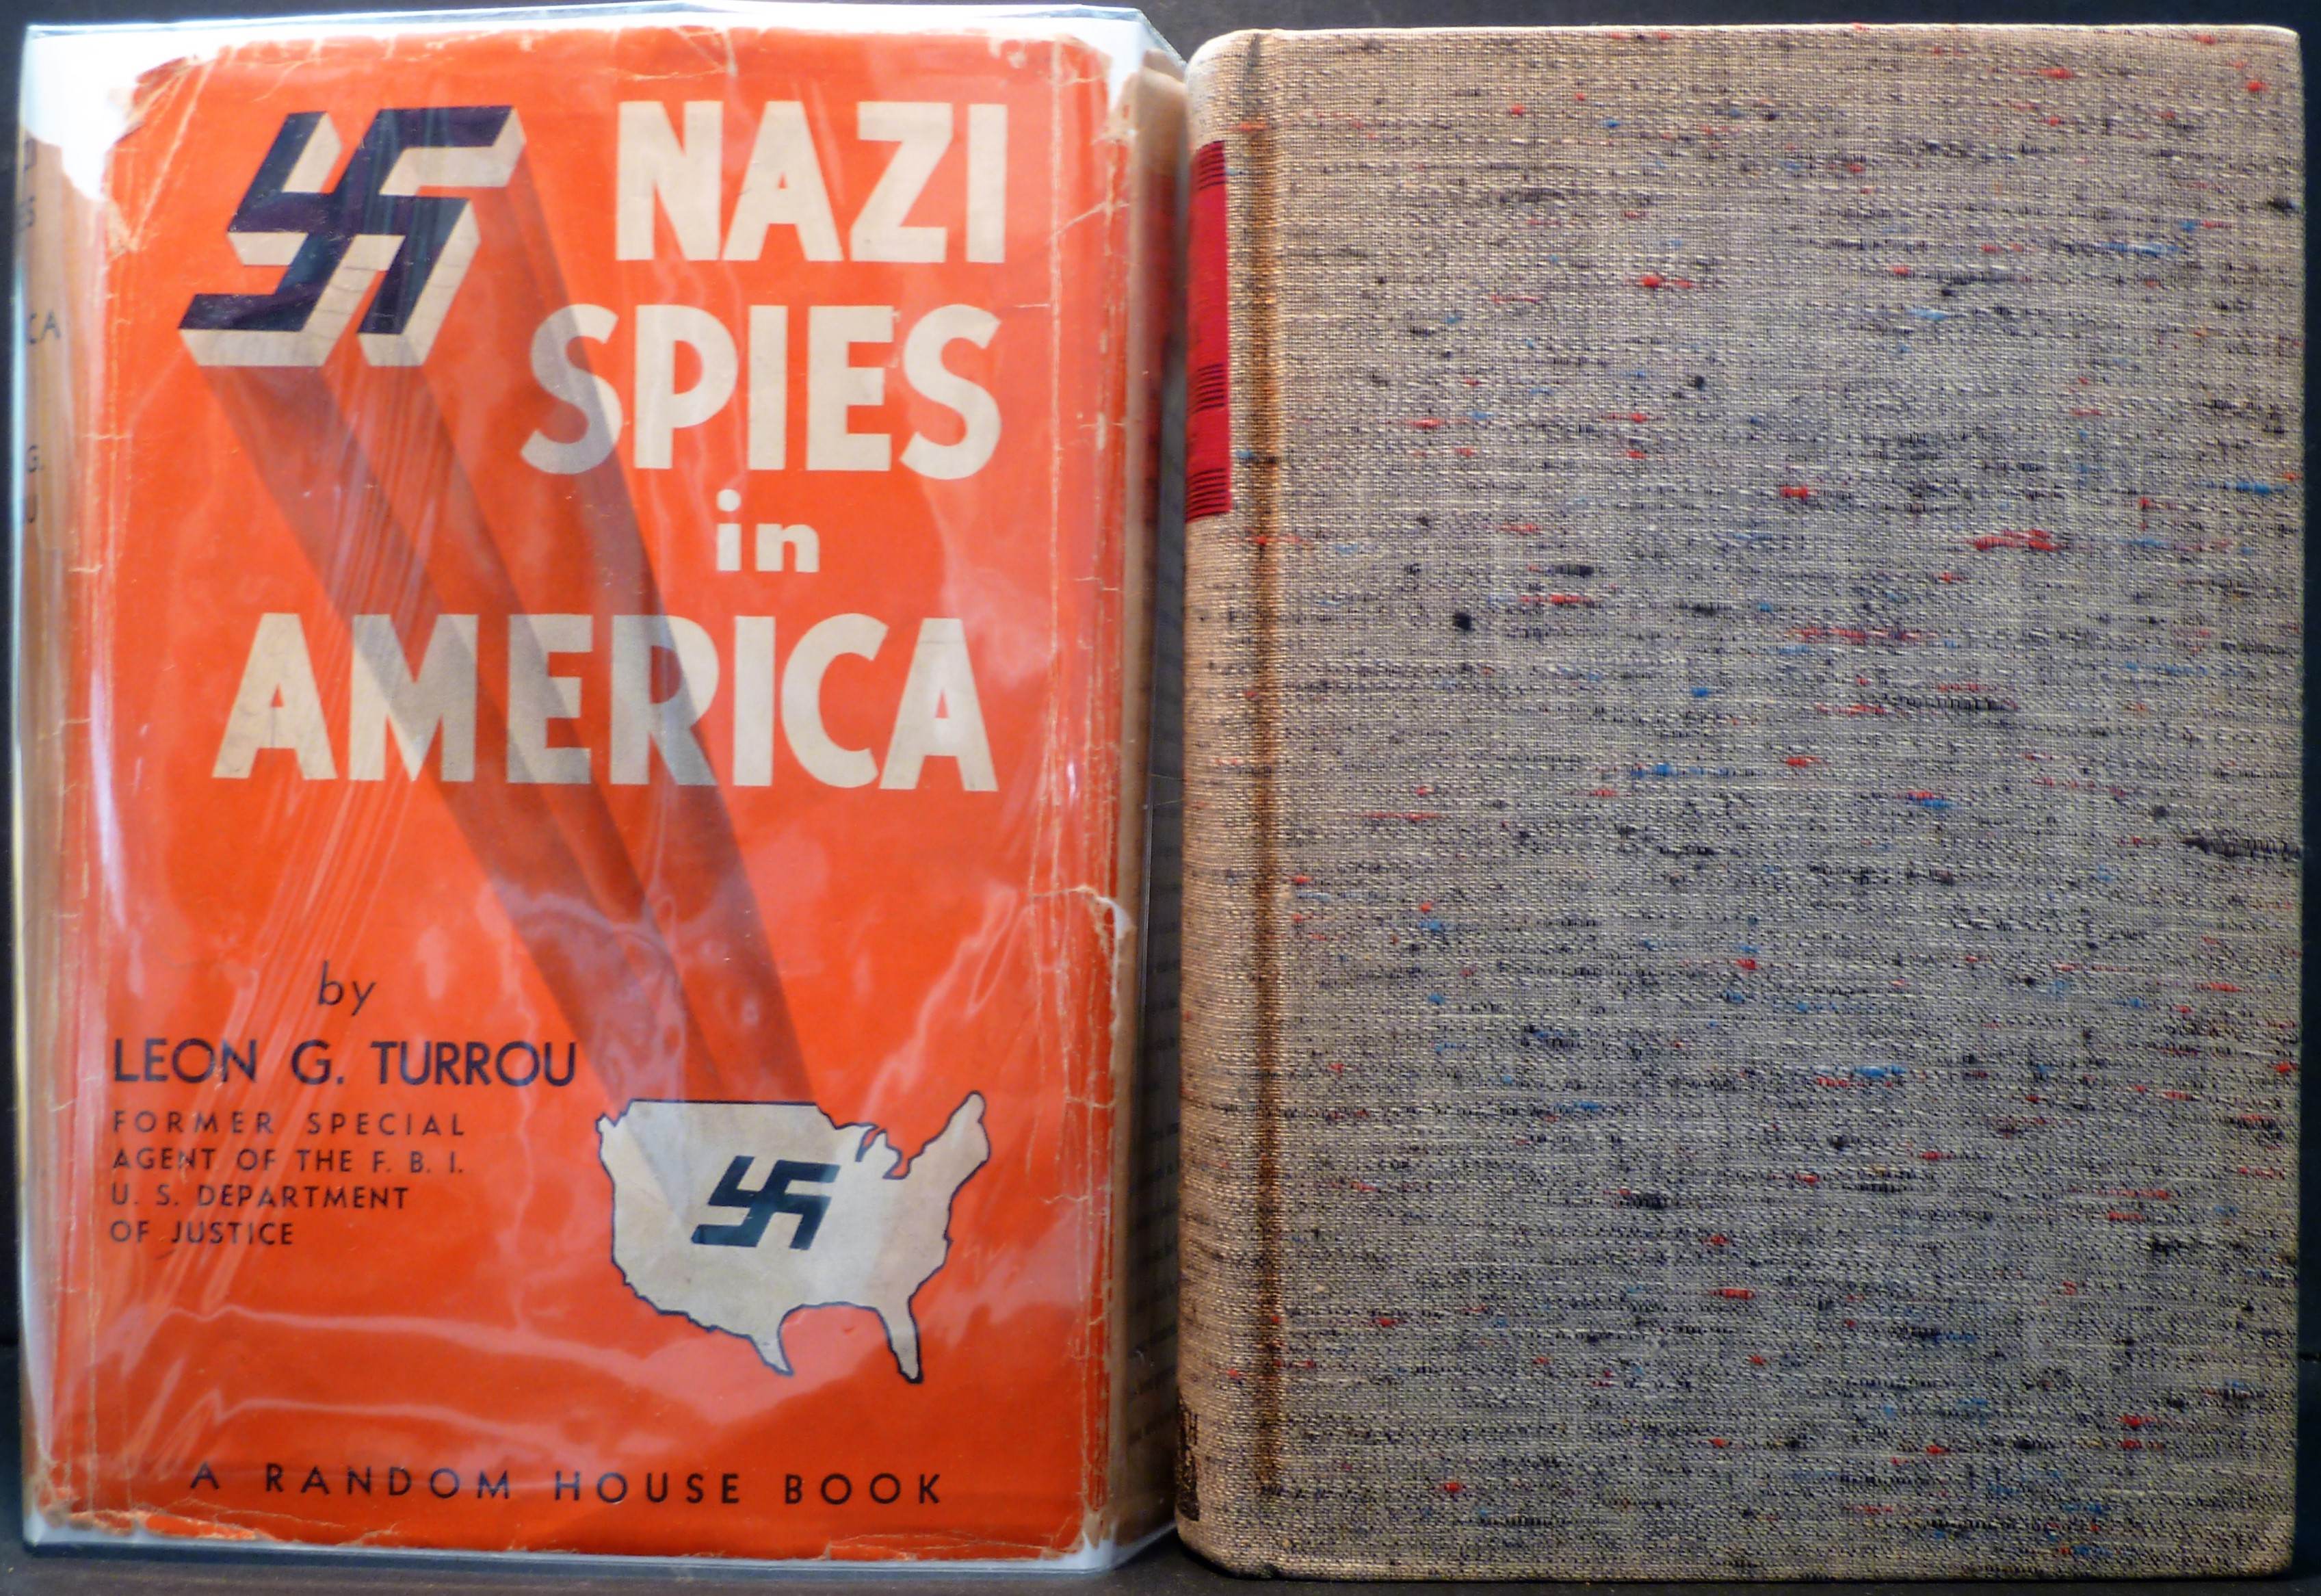 NAZI
SPIES
in
AMERICA
by
LEON G. TURROU
FORMER SPECIAL
AGENT OF THE F. B. I.
U. S. DEPARTMENT
OF JUSTICE
A RANDOM HOUSE BOOK